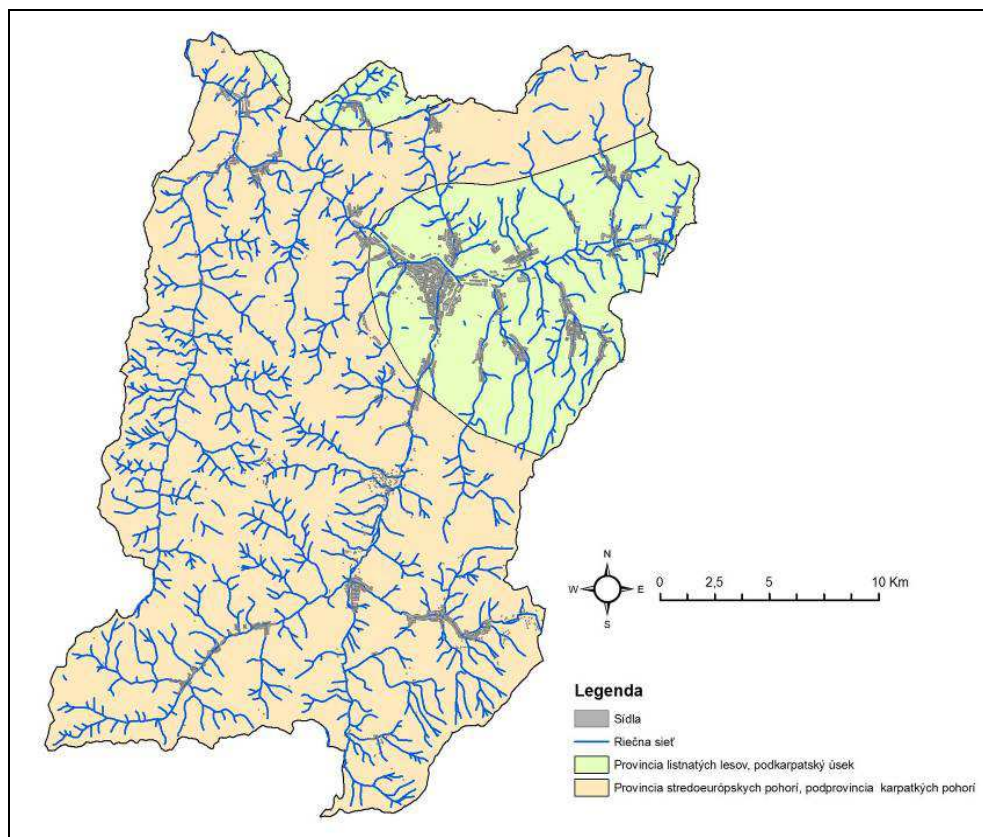 N
W E
S
0 2,5 5 10 Km
Legenda
Sídla
Riečna sieť
Provincia listnatých lesov, podkarpatský úsek
Provincia stredoeurópskych pohorí, podprovincia karpatkých pohorí